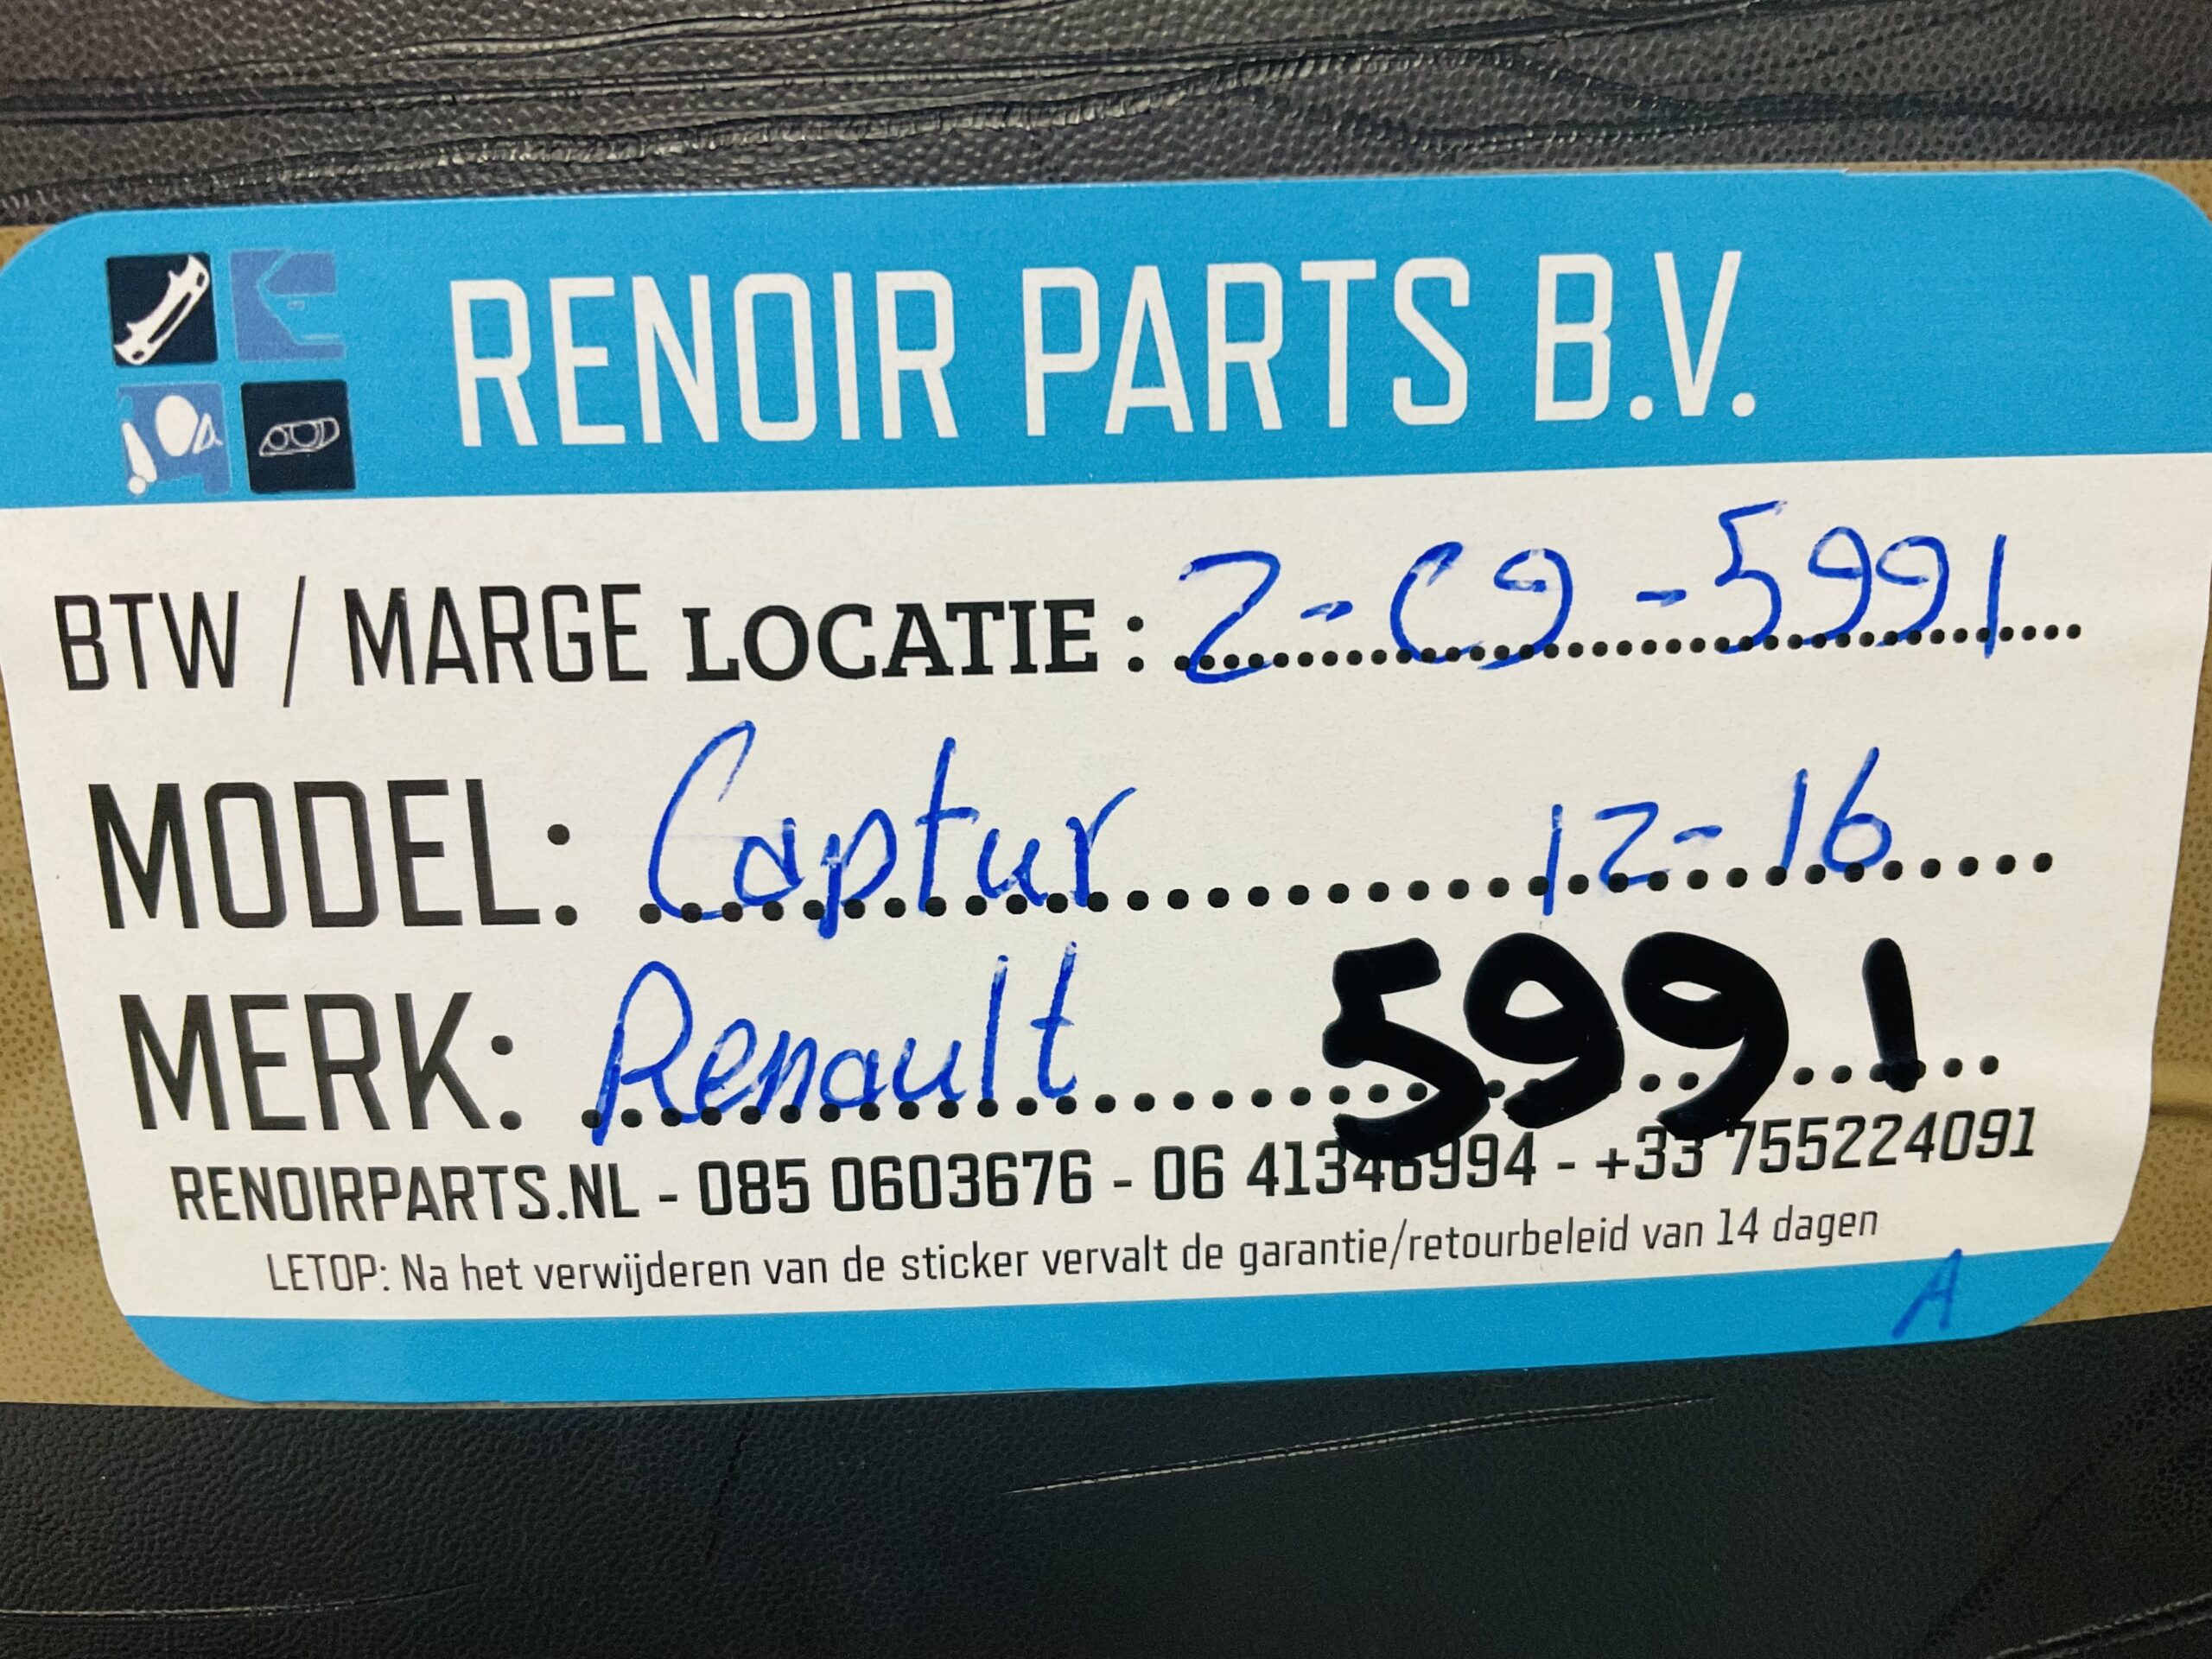 RENOIR PARTS B.V.
BTW / MARGE LOCATIE : 2-C9-5991
MODEL: Captur 12-16
MERK: Renault 5991
RENOIRPARTS.NL - 085 0603676 - 06 41346994 - +33 755224091
LETOP: Na het verwijderen van de sticker vervalt de garantie/retourbeleid van 14 dagen
A